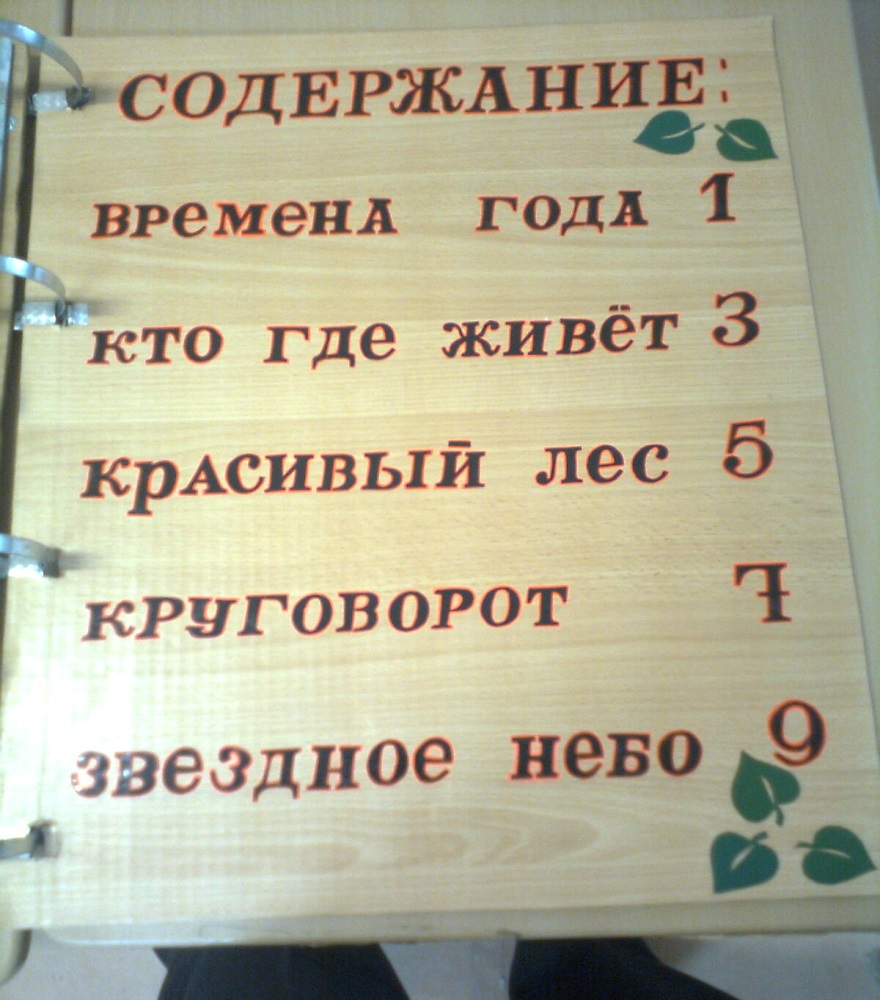 СОДЕРЖАНИЕ:
времена года 1
кто где живёт 3
красивый лес 5
круговорот 7
звездное небо 9